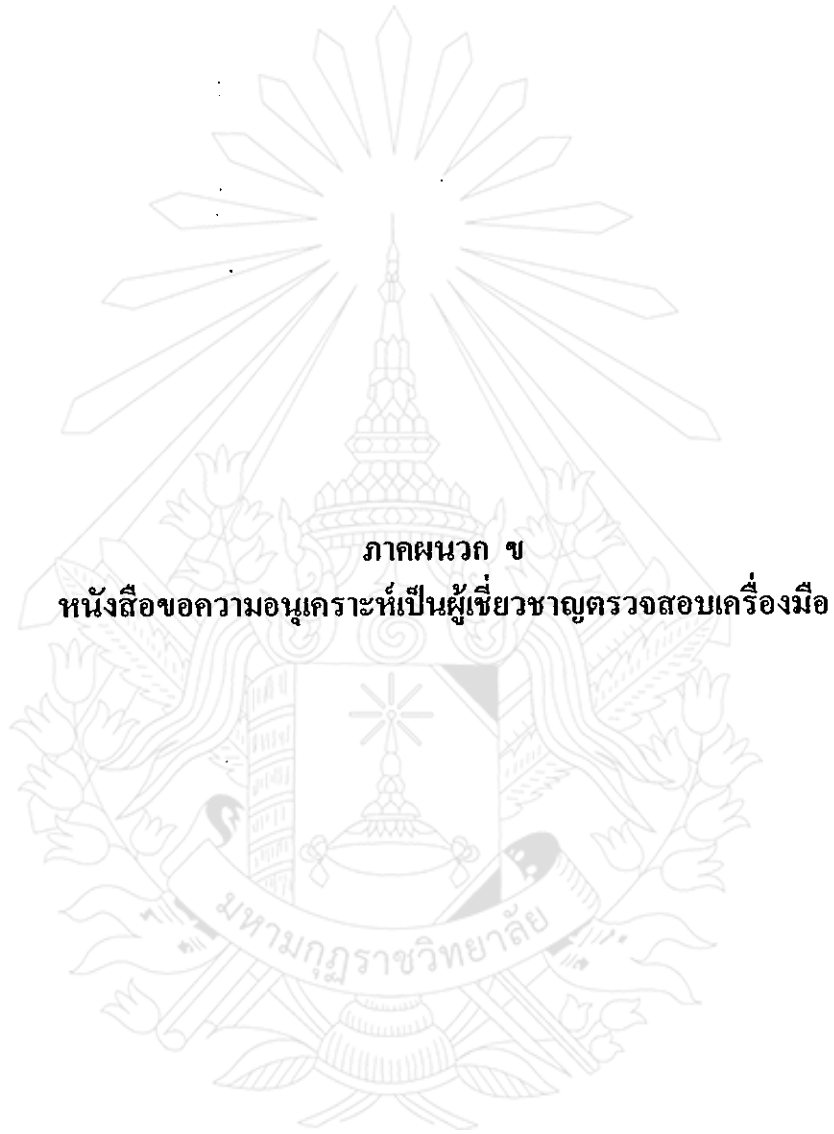 ภาคผนวก ข
หนังสือขอความอนุเคราะห์เป็นผู้เชี่ยวชาญตรวจสอบเครื่องมือ
มหามกุฏราชวิทยาลัย